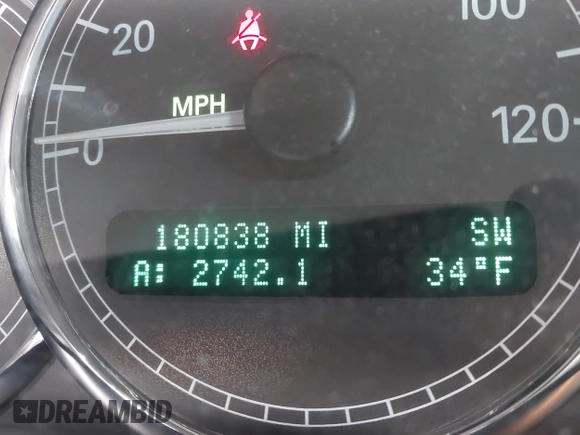 20
100
MPH
120
0
180838 MI SW
A: 2742.1 34°F
DREAMBID